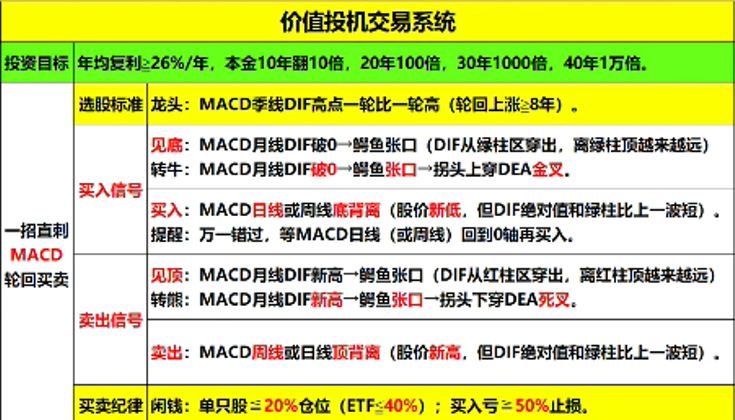 价值投机交易系统
投资目标 年均复利≧26%/年，本金10年翻10倍，20年100倍，30年1000倍，40年1万倍。
一招直刺
MACD
轮回买卖
选股标准 龙头：MACD季线DIF高点一轮比一轮高（轮回上涨≧8年）。
买入信号
见底：MACD月线DIF破0→鳄鱼张口（DIF从绿柱区穿出，离绿柱顶越来越远）
转牛：MACD月线DIF破0→鳄鱼张口→拐头上穿DEA金叉。
买入：MACD日线或周线底背离（股价新低，但DIF绝对值和绿柱比上一波短）。
提醒：万一错过，等MACD日线（或周线）回到0轴再买入。
卖出信号
见顶：MACD月线DIF新高→鳄鱼张口（DIF从红柱区穿出，离红柱顶越来越远）
转熊：MACD月线DIF新高→鳄鱼张口→拐头下穿DEA死叉。
卖出：MACD周线或日线顶背离（股价新高，但DIF绝对值和绿柱比上一波短）。
买卖纪律 闲钱：单只股≦20%仓位（ETF≦40%）；买入亏≧50%止损。